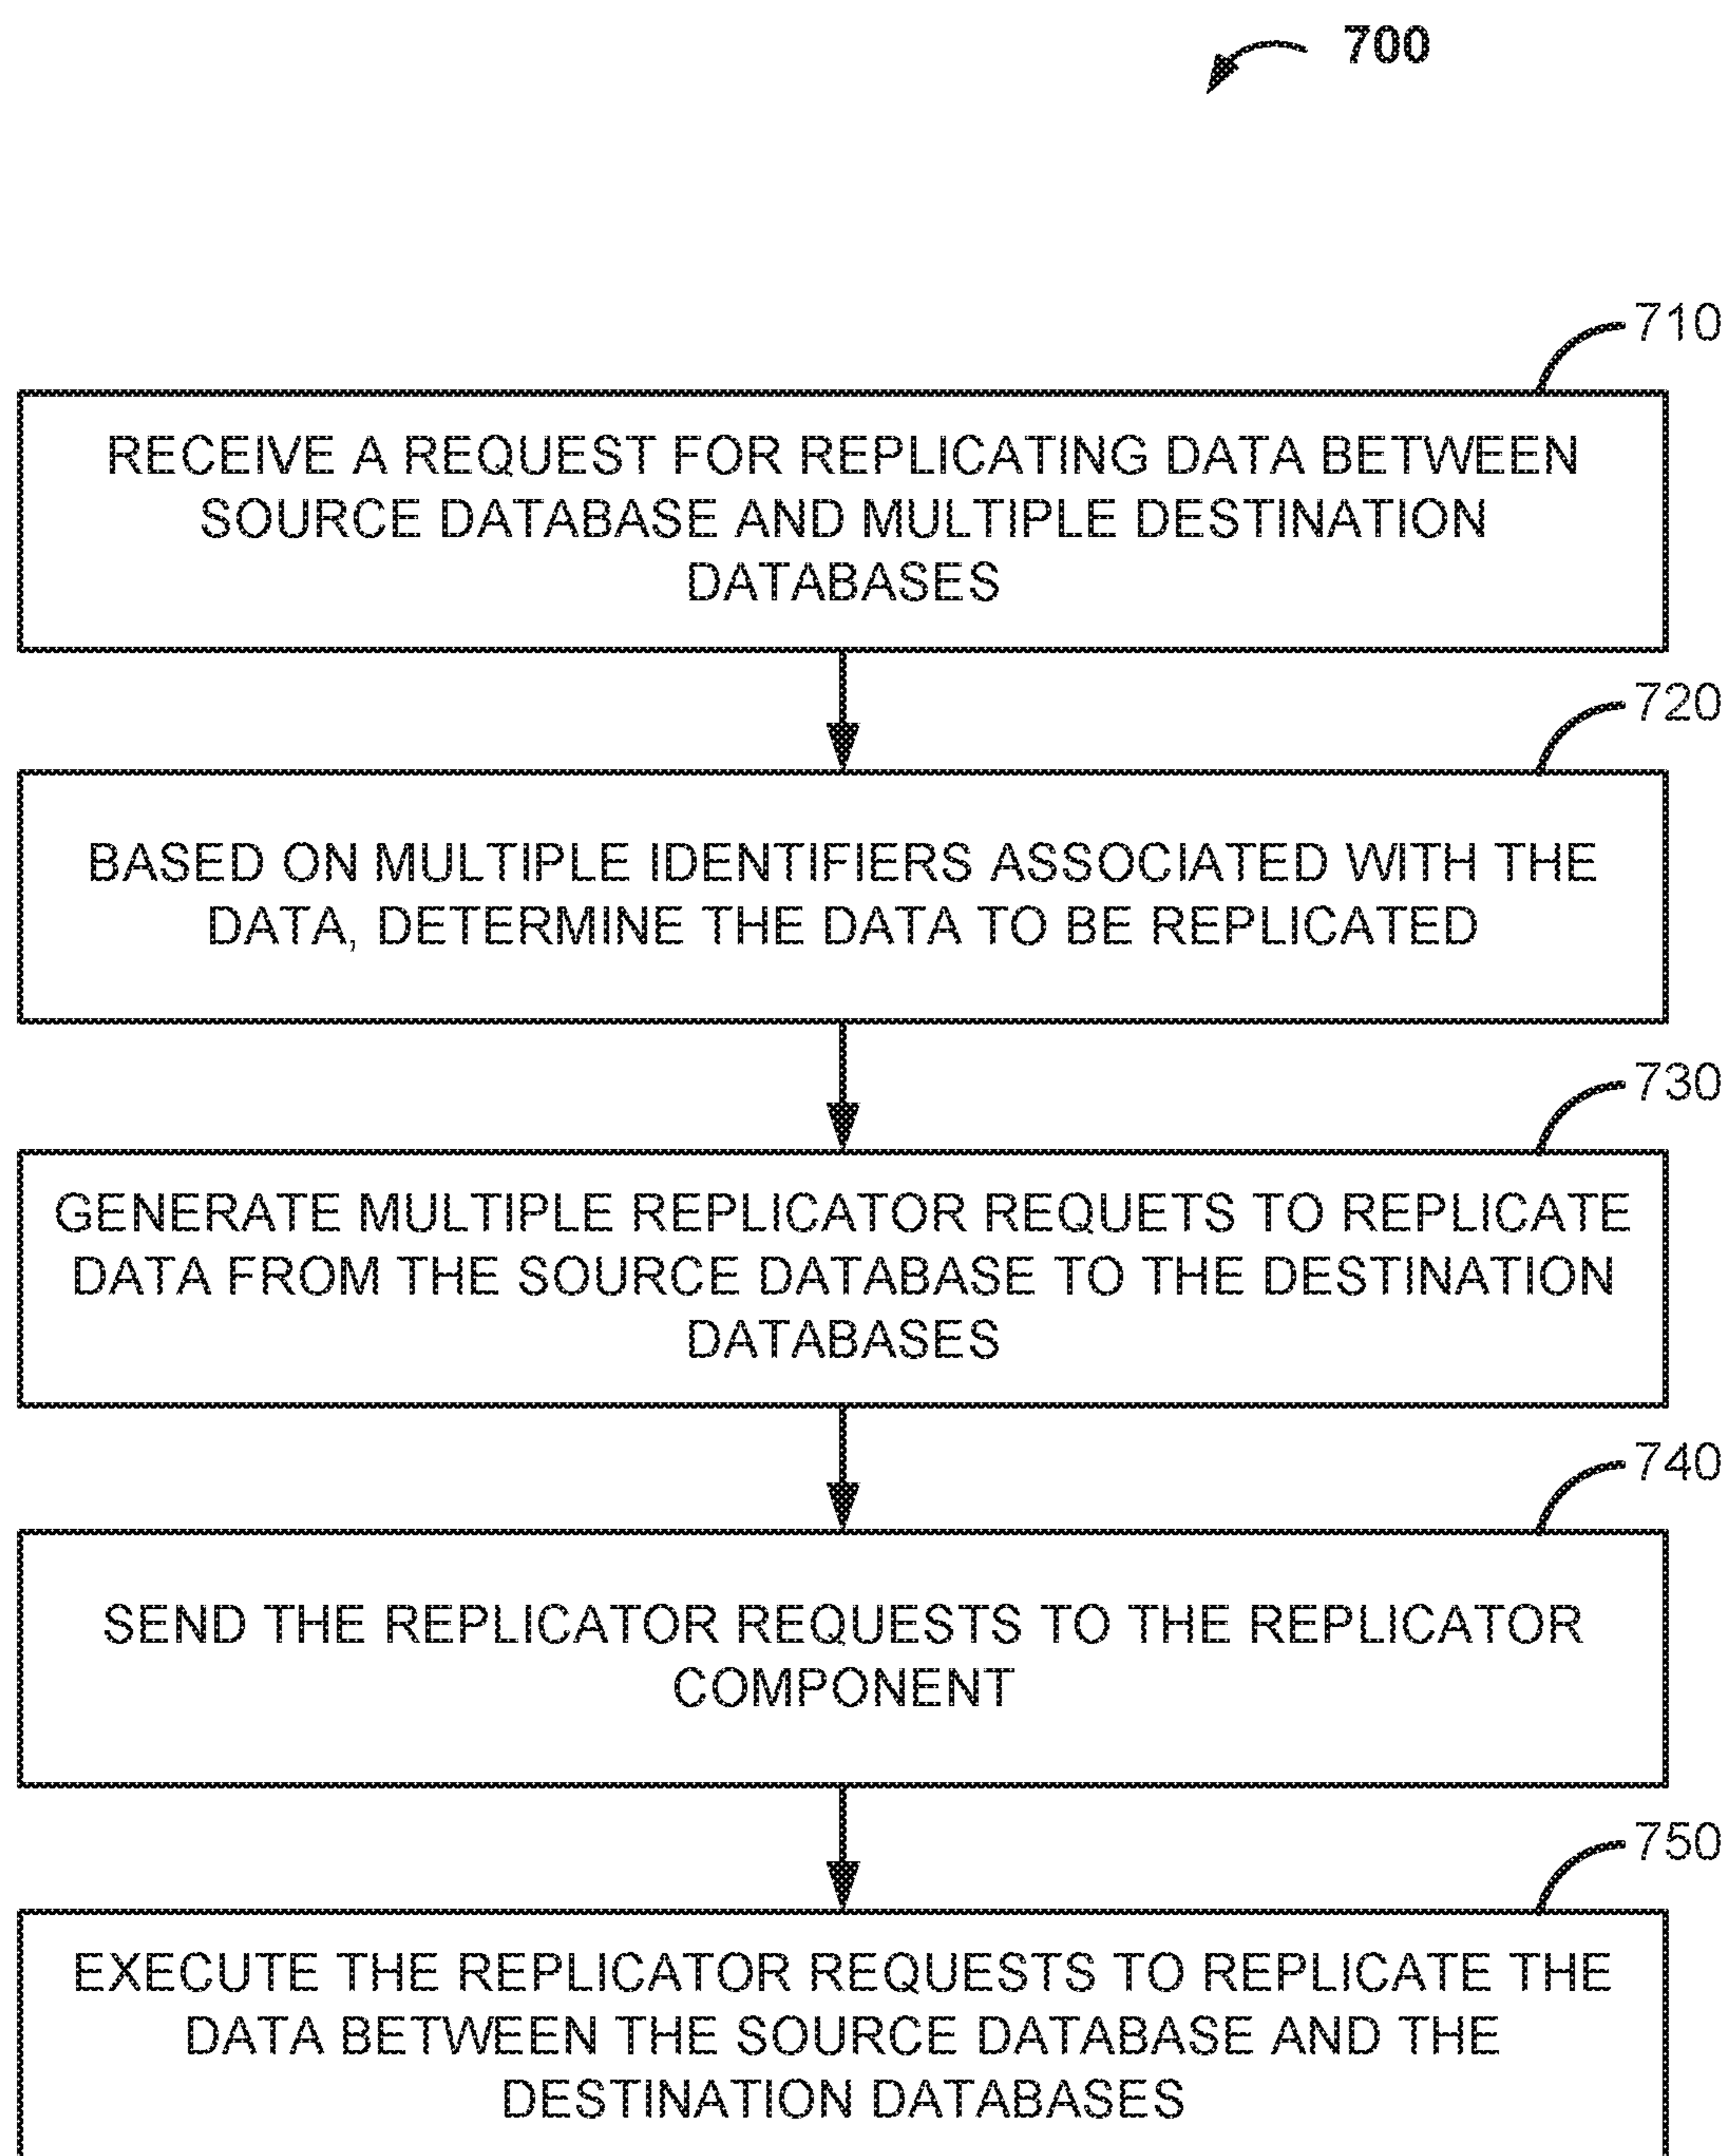 700
710
RECEIVE A REQUEST FOR REPLICATING DATA BETWEEN
SOURCE DATABASE AND MULTIPLE DESTINATION
DATABASES
720
BASED ON MULTIPLE IDENTIFIERS ASSOCIATED WITH THE
DATA, DETERMINE THE DATA TO BE REPLICATED
730
GENERATE MULTIPLE REPLICATOR REQUETS TO REPLICATE
DATA FROM THE SOURCE DATABASE TO THE DESTINATION
DATABASES
740
SEND THE REPLICATOR REQUESTS TO THE REPLICATOR
COMPONENT
750
EXECUTE THE REPLICATOR REQUESTS TO REPLICATE THE
DATA BETWEEN THE SOURCE DATABASE AND THE
DESTINATION DATABASES